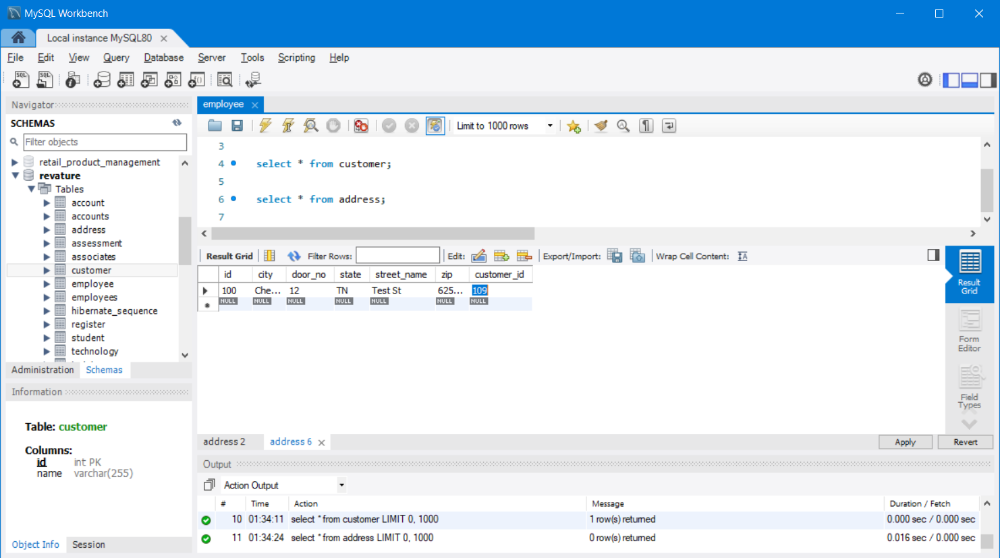 MySQL Workbench
Local instance MySQL80
File Edit View Query Database Server Tools Scripting Help
SQL SQL
Navigator
SCHEMAS
Filter objects
retail_product_management
revature
Tables
account
accounts
address
assessment
associates
customer
employee
employees
hibernate_sequence
register
student
technology
Administration Schemas
Information
Table: customer
Columns:
id int PK
name varchar(255)
Object Info Session
employee
Limit to 1000 rows
3
4 select * from customer;
5
6 select * from address;
7
Result Grid Filter Rows: Edit: Export/Import: Wrap Cell Content:
id city door_no state street_name zip customer_id
100 Che... 12 TN Test St 625... 109
NULL NULL NULL NULL NULL NULL NULL
Result
Grid
Form
Editor
Field
Types
address 2 address 6 Apply Revert
Output
Action Output
# Time Action Message Duration / Fetch
10 01:34:11 select * from customer LIMIT 0, 1000 1 row(s) returned 0.000 sec / 0.000 sec
11 01:34:24 select * from address LIMIT 0, 1000 0 row(s) returned 0.016 sec / 0.000 sec